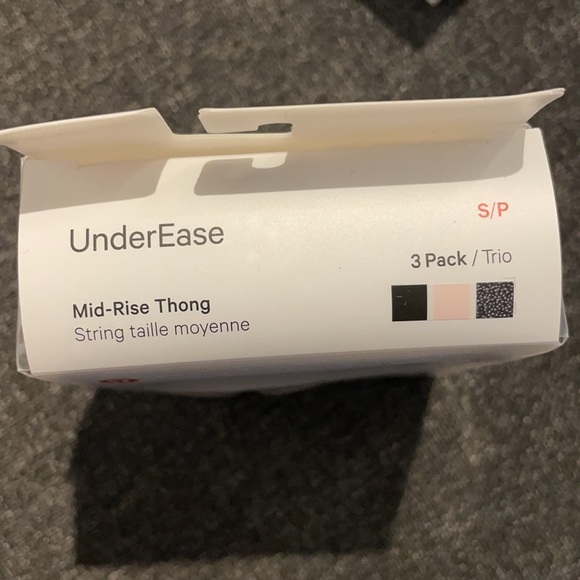 S/P
UnderEase
3 Pack / Trio
Mid-Rise Thong
String taille moyenne